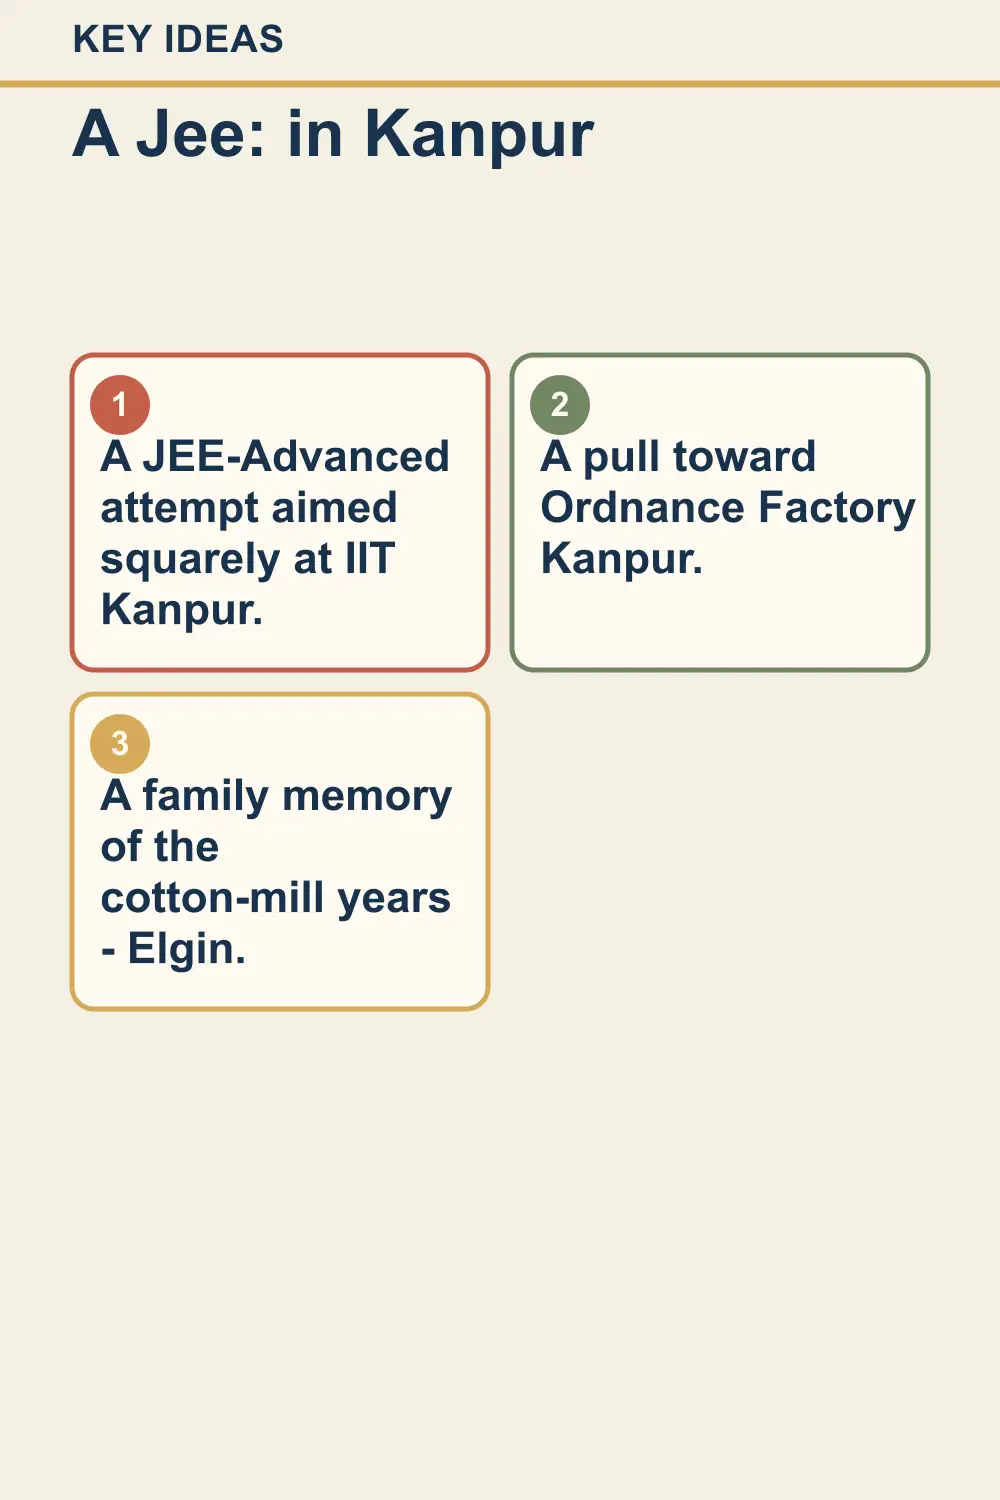 KEY IDEAS
A Jee: in Kanpur
1
A JEE-Advanced
attempt aimed
squarely at IIT
Kanpur.
2
A pull toward
Ordnance Factory
Kanpur.
3
A family memory
of the
cotton-mill years
- Elgin.